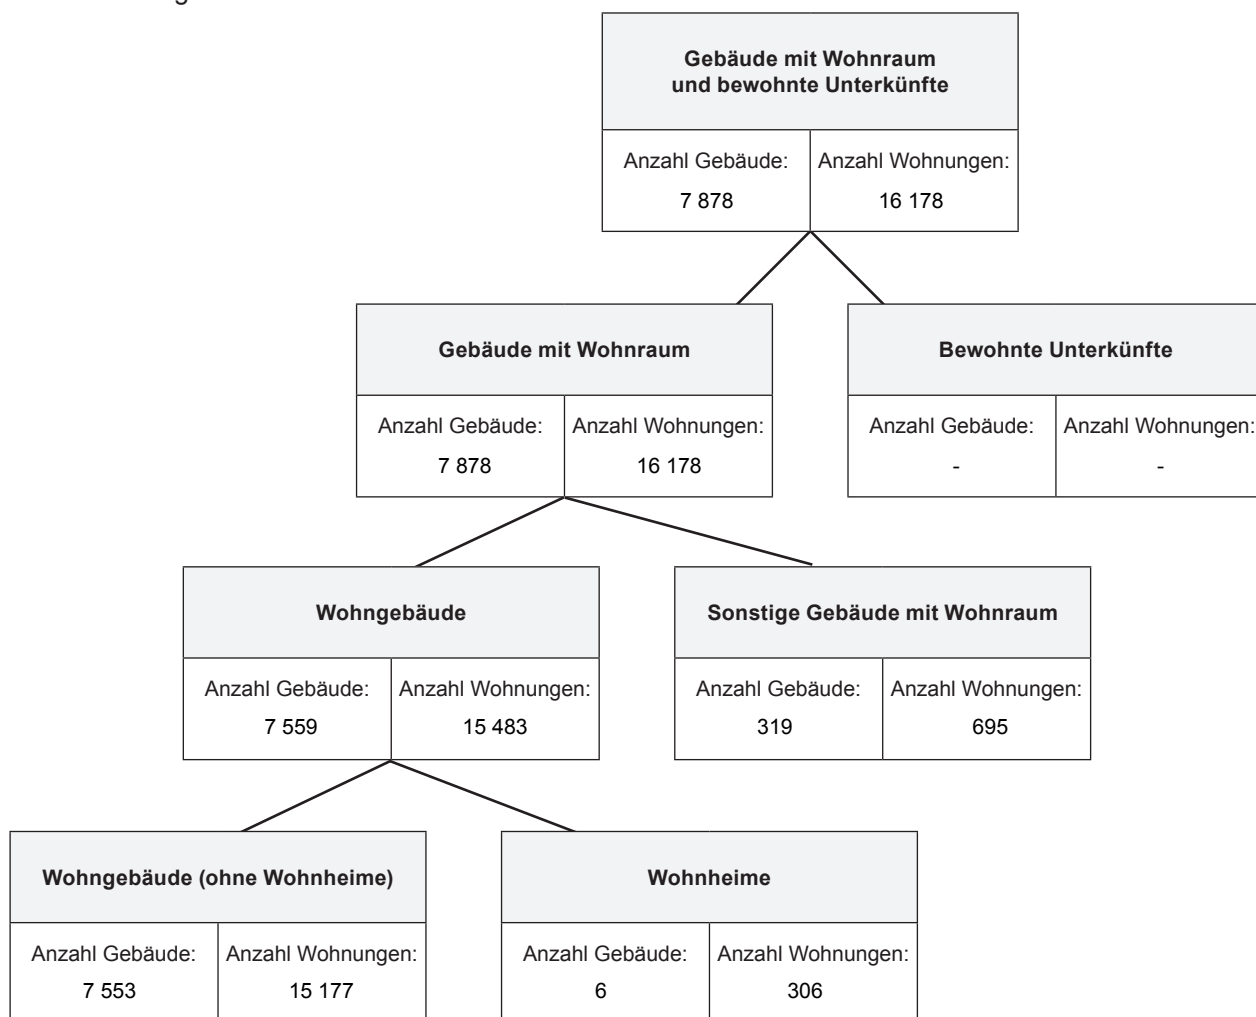 Gebäude mit Wohnraum
und bewohnte Unterkünfte
Anzahl Gebäude: Anzahl Wohnungen:
7 878 16 178
Gebäude mit Wohnraum
Anzahl Gebäude: Anzahl Wohnungen:
7 878 16 178
Bewohnte Unterkünfte
Anzahl Gebäude: Anzahl Wohnungen:
- -
Wohngebäude
Anzahl Gebäude: Anzahl Wohnungen:
7 559 15 483
Sonstige Gebäude mit Wohnraum
Anzahl Gebäude: Anzahl Wohnungen:
319 695
Wohngebäude (ohne Wohnheime)
Anzahl Gebäude: Anzahl Wohnungen:
7 553 15 177
Wohnheime
Anzahl Gebäude: Anzahl Wohnungen:
6 306